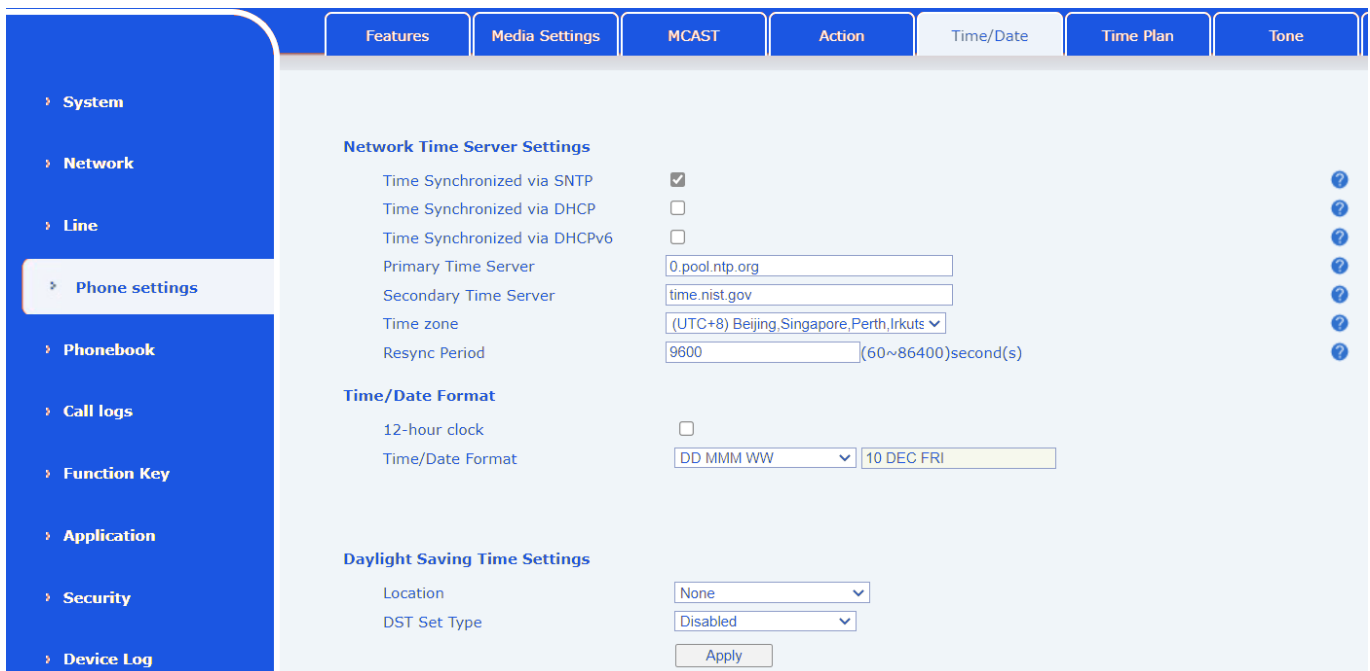 Features Media Settings MCAST Action Time/Date Time Plan Tone
System
Network
Line
Phone settings
Phonebook
Call logs
Function Key
Application
Security
Device Log
Network Time Server Settings
Time Synchronized via SNTP
Time Synchronized via DHCP
Time Synchronized via DHCPv6
Primary Time Server 0.pool.ntp.org
Secondary Time Server time.nist.gov
Time zone (UTC+8) Beijing,Singapore,Perth,Irkuts
Resync Period 9600 (60~86400)second(s)
Time/Date Format
12-hour clock
Time/Date Format DD MMM WW 10 DEC FRI
Daylight Saving Time Settings
Location None
DST Set Type Disabled
Apply